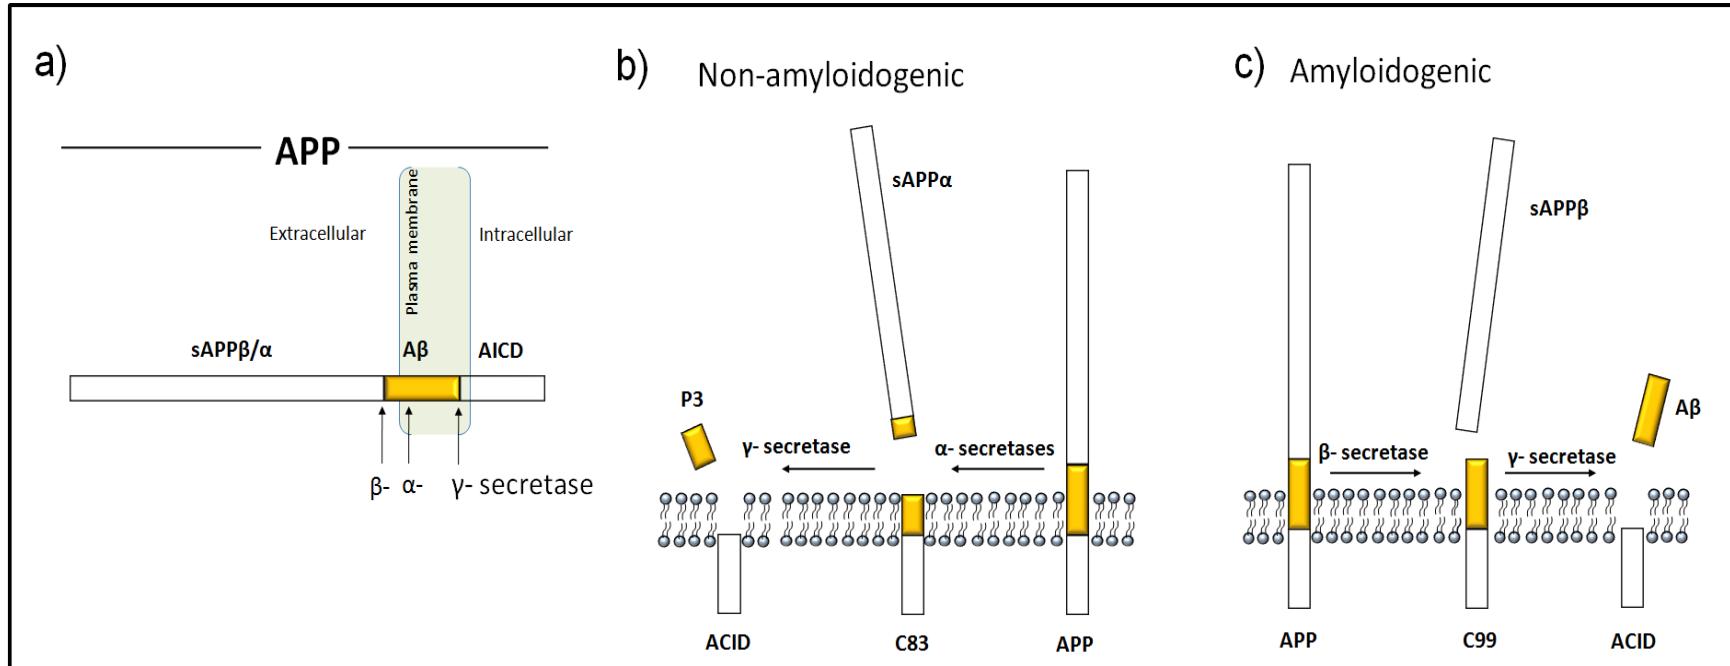 a)
APP
Plasma membrane
Extracellular
Intracellular
sAPPβ/α
Aβ
AICD
β-
α-
γ- secretase
b)
Non-amyloidogenic
sAPPα
P3
γ- secretase
α- secretases
ACID
C83
APP
c)
Amyloidogenic
sAPPβ
Aβ
β- secretase
γ- secretase
APP
C99
ACID